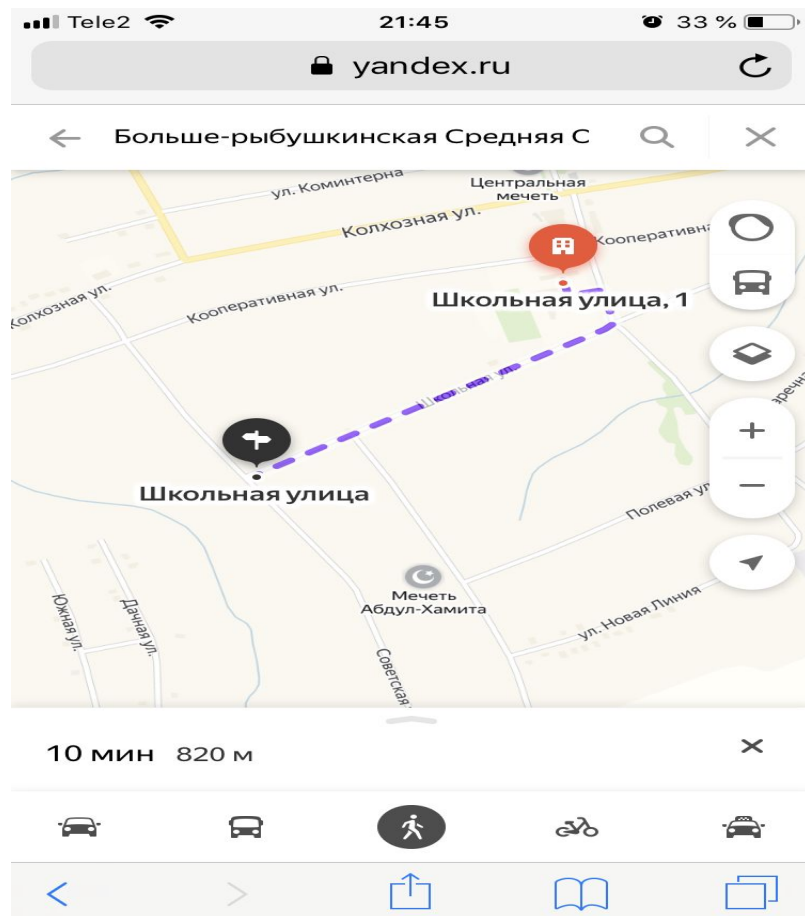 Tele2
21:45
33 %
yandex.ru
Больше-рыбушкинская Средняя С
ул. Коминтерна
Центральная
мечеть
Колхозная ул.
Кооперативн
Колхозная ул.
Кооперативная ул.
Школьная улица, 1
Школьная ул.
Школьная улица
Полевая ул
Мечеть
Абдул-Хамита
ул. Новая Линия
Южная ул.
Дачная ул.
Советская
10 мин 820 м